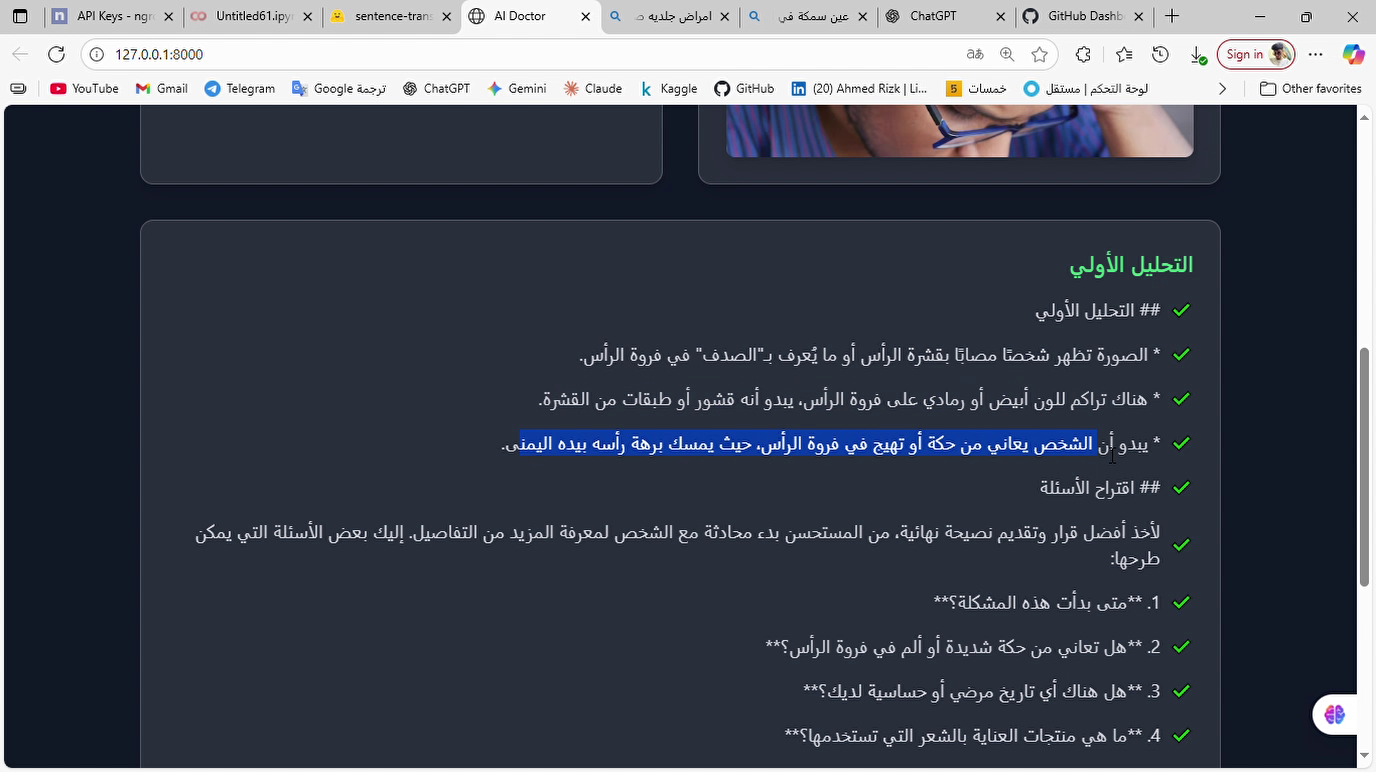 API Keys - ngr
Untitled61.ipy
sentence-tran
AI Doctor
امراض جلديه ص
عين سمكة في
ChatGPT
GitHub Dashb
127.0.0.1:8000
Sign in
YouTube
Gmail
Telegram
ترجمة Google
ChatGPT
Gemini
Claude
Kaggle
GitHub
(20) Ahmed Rizk | Li...
خمسات
لوحة التحكم | مستقل
Other favorites
التحليل الأولي
## التحليل الأولي
* الصورة تظهر شخصًا مصابًا بقشرة الرأس أو ما يُعرف بـ"الصدف" في فروة الرأس.
* هناك تراكم للون أبيض أو رمادي على فروة الرأس، يبدو أنه قشور أو طبقات من القشرة.
* يبدو أن الشخص يعاني من حكة أو تهيج في فروة الرأس، حيث يمسك برهة رأسه بيده اليمنى.
## اقتراح الأسئلة
لأخذ أفضل قرار وتقديم نصيحة نهائية، من المستحسن بدء محادثة مع الشخص لمعرفة المزيد من التفاصيل. إليك بعض الأسئلة التي يمكن
طرحها:
1. **متى بدأت هذه المشكلة؟**
2. **هل تعاني من حكة شديدة أو ألم في فروة الرأس؟**
3. **هل هناك أي تاريخ مرضي أو حساسية لديك؟**
4. **ما هي منتجات العناية بالشعر التي تستخدمها؟**